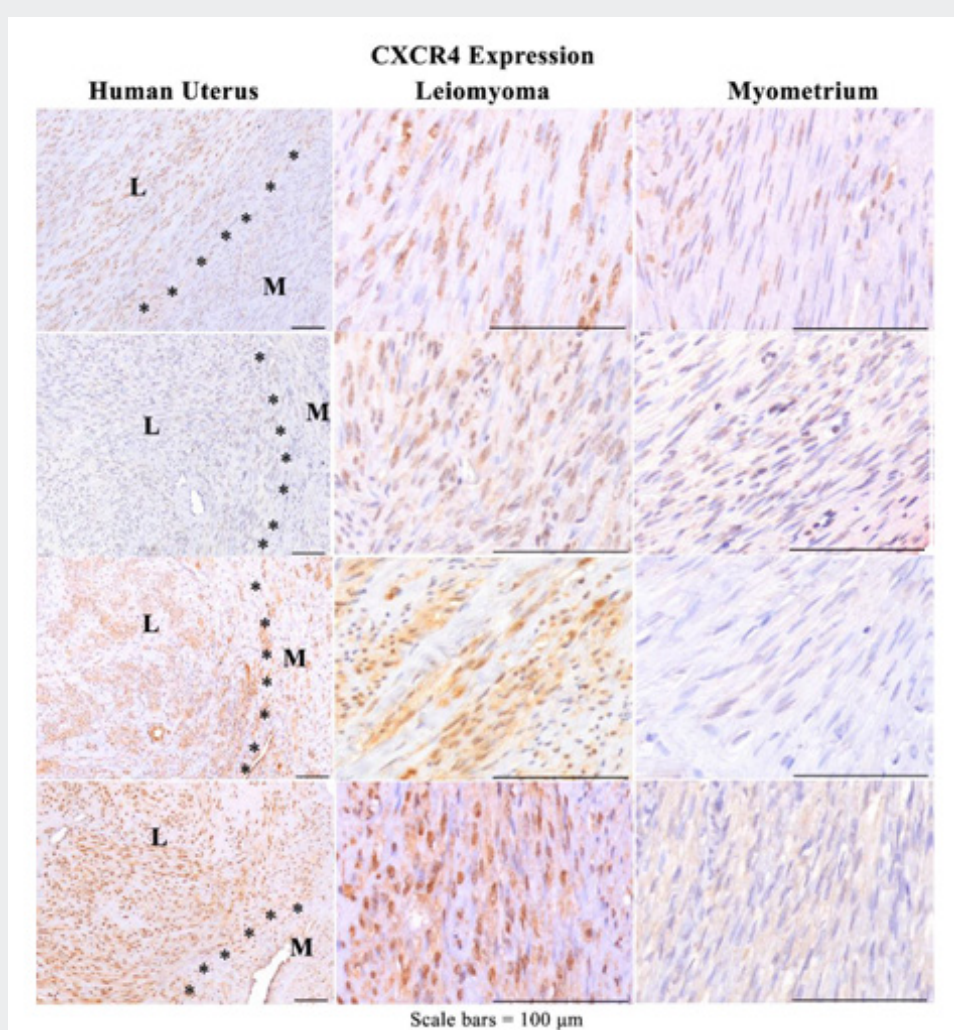 CXCR4 Expression
Human Uterus Leiomyoma Myometrium
L
M
L
M
L
M
L
M
Scale bars = 100 μm